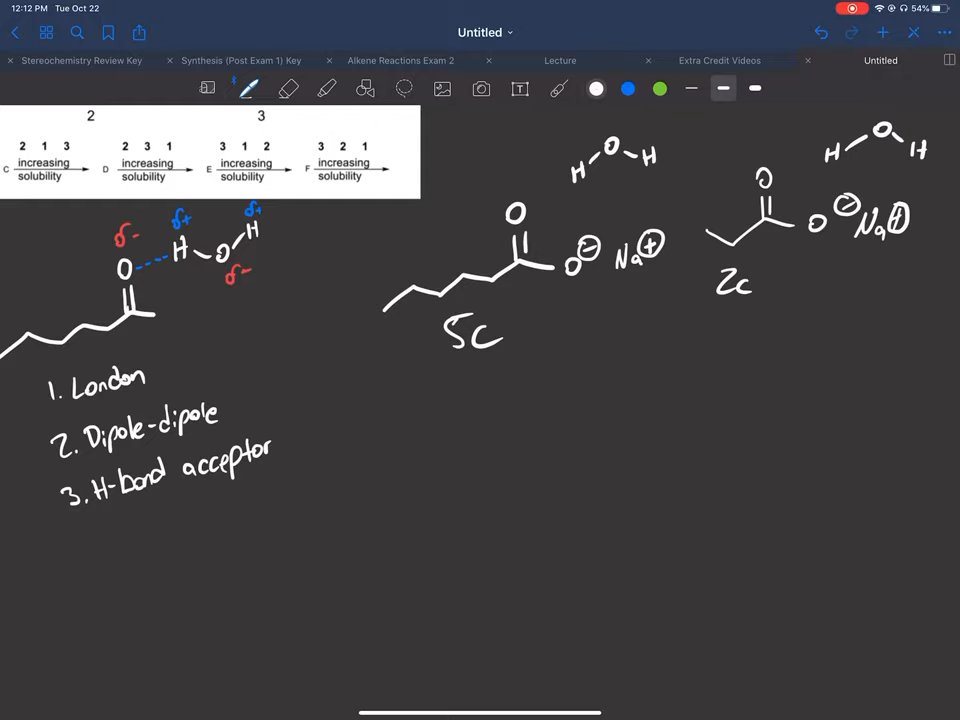 12:12 PM Tue Oct 22
54%
Untitled
Stereochemistry Review Key
Synthesis (Post Exam 1) Key
Alkene Reactions Exam 2
Lecture
Extra Credit Videos
Untitled
2 3
2 1 3
C increasing solubility
2 3 1
D increasing solubility
3 1 2
E increasing solubility
3 2 1
F increasing solubility
δ- δ+ δ+
O H O H
δ-
1. London
2. Dipole-dipole
3. H-bond acceptor
H O H
O
O⊖ Na⊕
5C
H O H
O
O⊖ Na⊕
2C